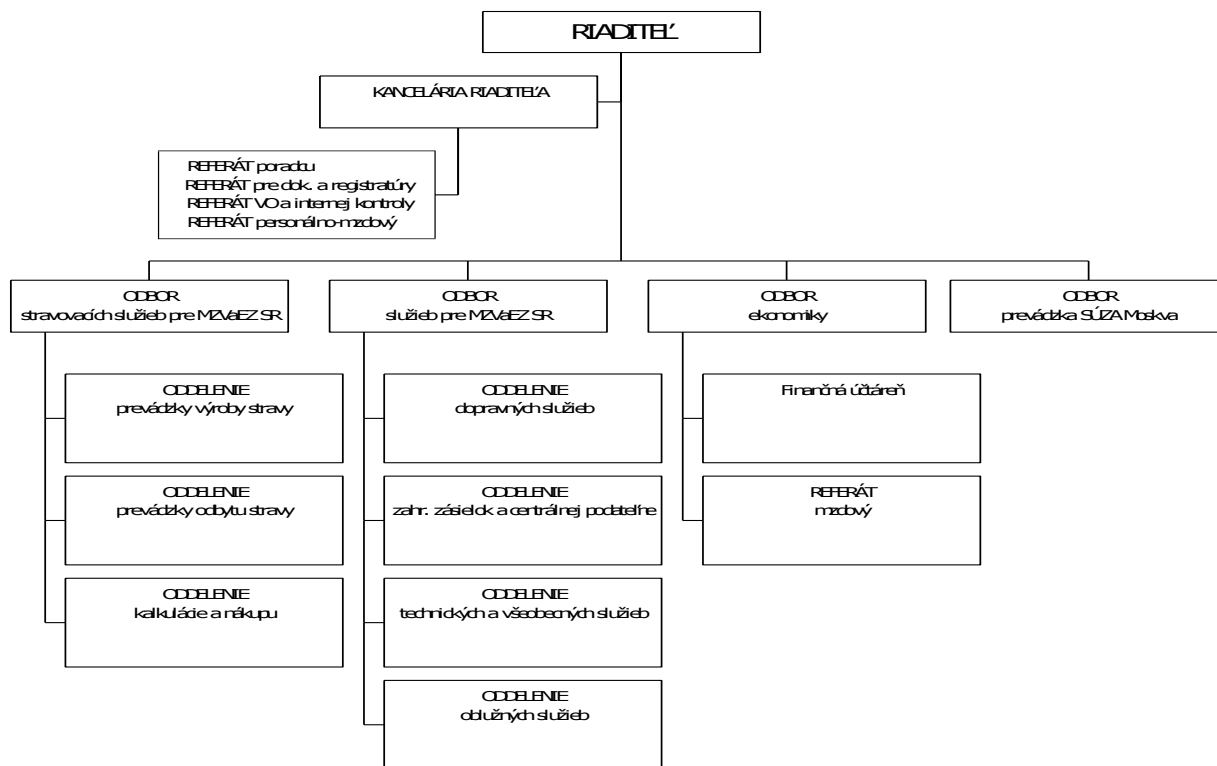 RIADITEĽ
KANCELÁRIA RIADITEĽA
REFERÁT poradcu
REFERÁT pre dok. a registratúry
REFERÁT VO a internej kontroly
REFERÁT personálno-mzdový
ODBOR
stravovacích služieb pre MZVaEZ SR
ODBOR
služieb pre MZVaEZ SR
ODBOR
ekonomiky
ODBOR
prevádzka SÚZA Moskva
ODDELENIE
prevádzky výroby stravy
ODDELENIE
prevádzky odbytu stravy
ODDELENIE
kalkulácie a nákupu
ODDELENIE
dopravných služieb
ODDELENIE
zahr. zásielok a centrálnej podateľne
ODDELENIE
technických a všeobecných služieb
ODDELENIE
oblužných služieb
Finančná účtáreň
REFERÁT
mzdový